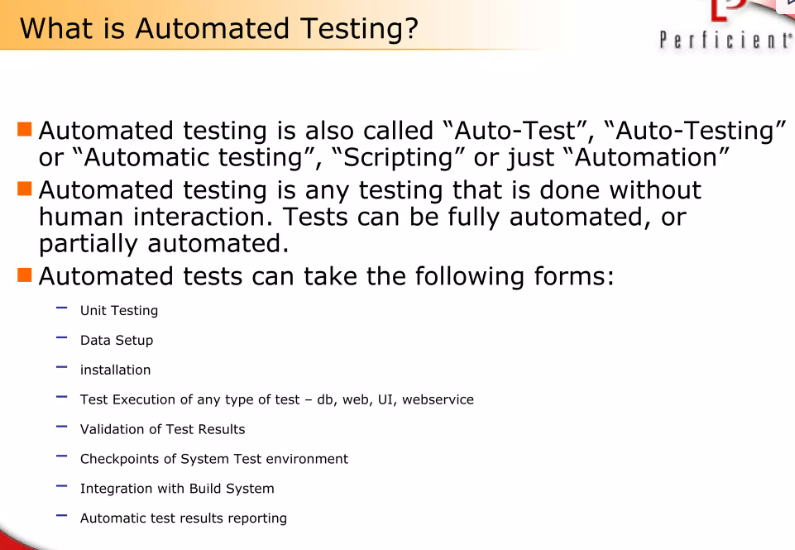 What is Automated Testing?
Perficient
Automated testing is also called “Auto-Test”, “Auto-Testing”
or “Automatic testing”, “Scripting” or just “Automation”
Automated testing is any testing that is done without
human interaction. Tests can be fully automated, or
partially automated.
Automated tests can take the following forms:
– Unit Testing
– Data Setup
– installation
– Test Execution of any type of test – db, web, UI, webservice
– Validation of Test Results
– Checkpoints of System Test environment
– Integration with Build System
– Automatic test results reporting